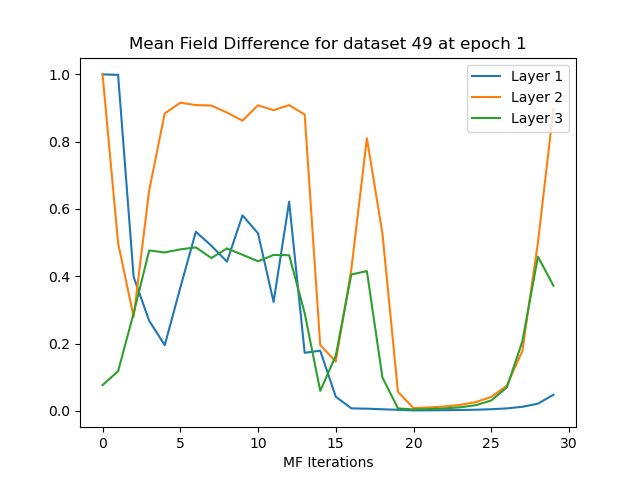 Mean Field Difference for dataset 49 at epoch 1
Layer 1
Layer 2
Layer 3
1.0
0.8
0.6
0.4
0.2
0.0
0 5 10 15 20 25 30
MF Iterations